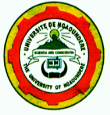 UNIVERSITE DE NGAOUNDERE
THE UNIVERSITY OF NGAOUNDERE